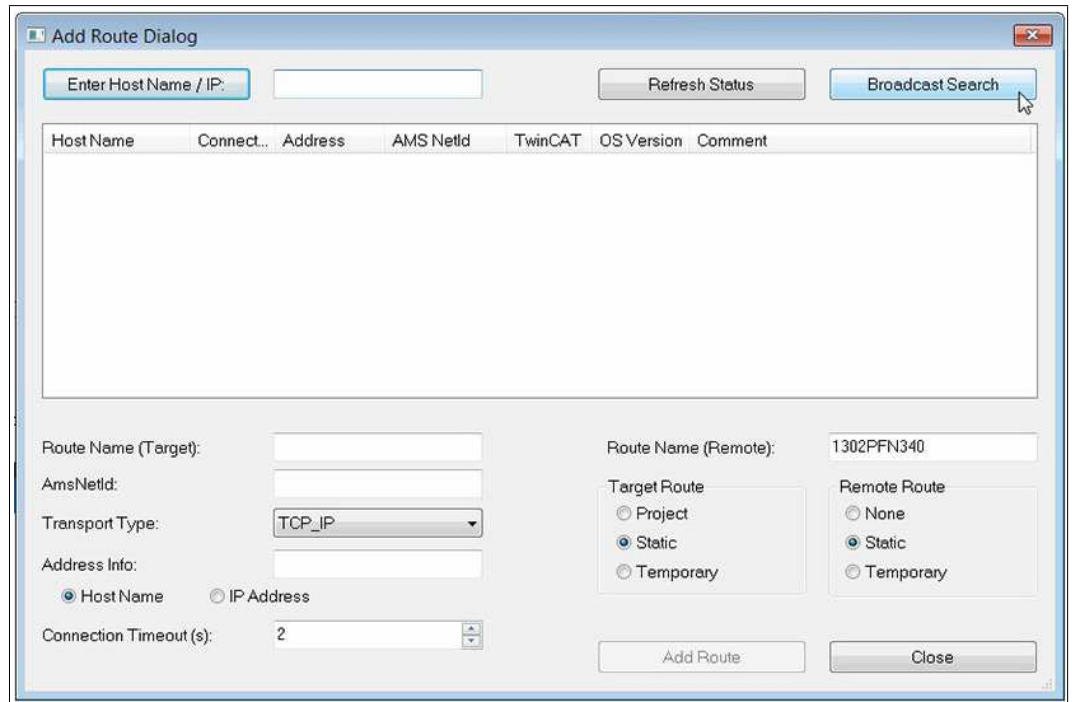 Add Route Dialog
Enter Host Name / IP: Refresh Status Broadcast Search
Host Name Connect... Address AMS NetId TwinCAT OS Version Comment
Route Name (Target): Route Name (Remote): 1302PFN340
AmsNetId: Target Route Remote Route
Project None
Transport Type: TCP_IP
Static Static
Address Info: Temporary Temporary
Host Name IP Address
Connection Timeout (s): 2
Add Route Close